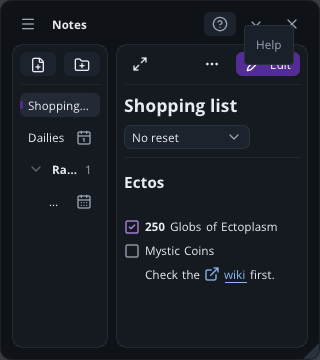 Notes
Help
Edit
Shopping...
Dailies
Ra... 1
...
Shopping list
No reset
Ectos
250 Globs of Ectoplasm
Mystic Coins
Check the wiki first.